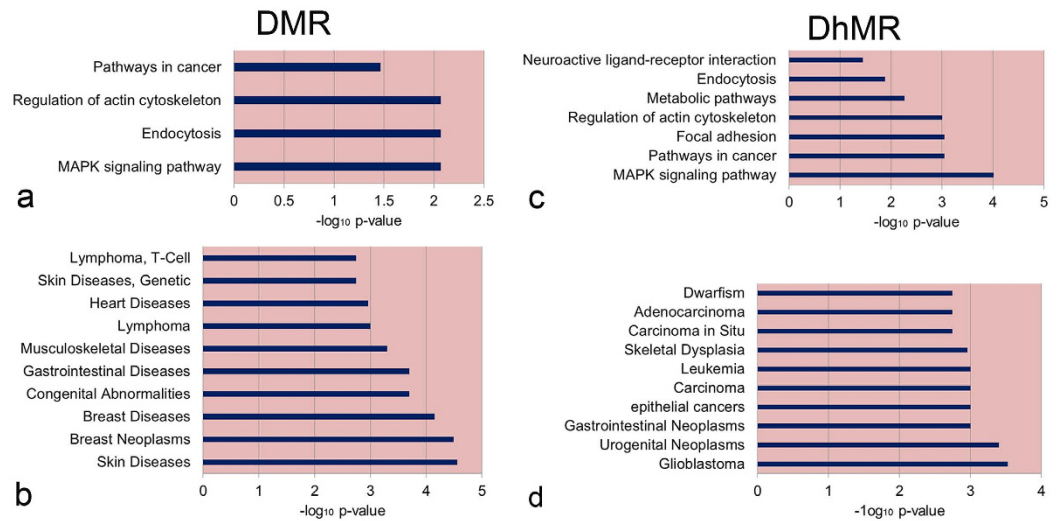 DMR
Pathways in cancer
Regulation of actin cytoskeleton
Endocytosis
MAPK signaling pathway
a
0 0.5 1 1.5 2 2.5
-log₁₀ p-value
Lymphoma, T-Cell
Skin Diseases, Genetic
Heart Diseases
Lymphoma
Musculoskeletal Diseases
Gastrointestinal Diseases
Congenital Abnormalities
Breast Diseases
Breast Neoplasms
Skin Diseases
b
0 1 2 3 4 5
-log₁₀ p-value
DhMR
Neuroactive ligand-receptor interaction
Endocytosis
Metabolic pathways
Regulation of actin cytoskeleton
Focal adhesion
Pathways in cancer
MAPK signaling pathway
c
0 1 2 3 4 5
-log₁₀ p-value
Dwarfism
Adenocarcinoma
Carcinoma in Situ
Skeletal Dysplasia
Leukemia
Carcinoma
epithelial cancers
Gastrointestinal Neoplasms
Urogenital Neoplasms
Glioblastoma
d
0 1 2 3 4
-1og₁₀ p-value